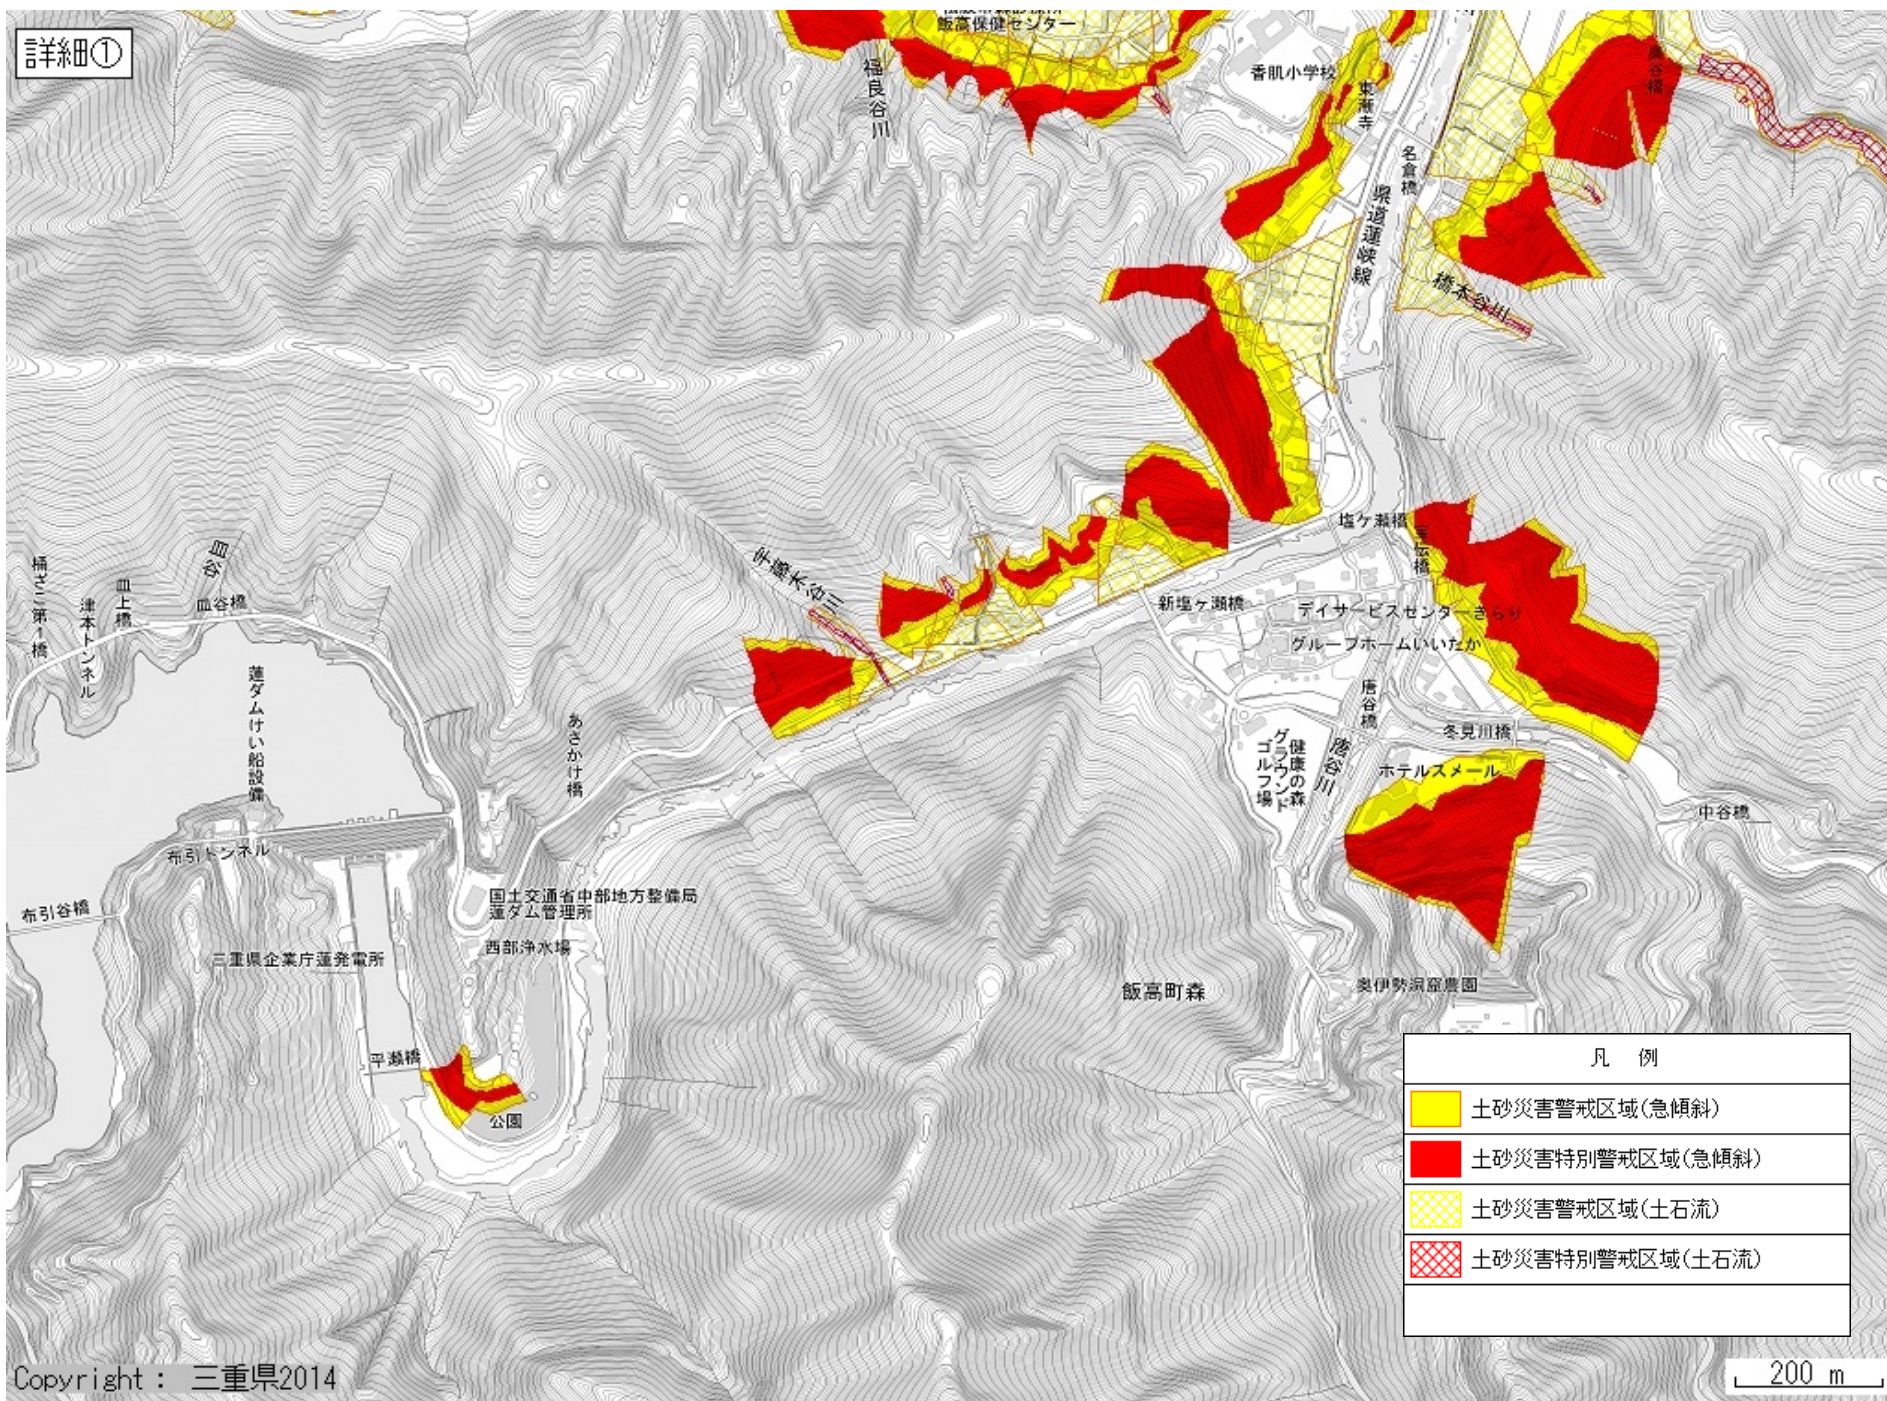 詳細①
飯高保健センター
福良谷川
香肌小学校
東漸寺
奥谷橋
名倉橋
県道蓮峡線
橋本谷川
塩ケ瀬橋
宝伝橋
新塩ヶ瀬橋
デイサービスセンターきらり
グループホームいいたか
唐谷橋
冬見川橋
ホテルスメール
唐谷川
健康の森
グラウンド
ゴルフ場
中谷橋
桶ざこ第1橋
津本トンネル
皿上橋
皿谷橋
蓮ダムけい船設備
あさかけ橋
布引トンネル
布引谷橋
国土交通省中部地方整備局
蓮ダム管理所
西部浄水場
三重県企業庁蓮発電所
平瀬橋
公園
飯高町森
奥伊勢洞窟農園
凡 例
土砂災害警戒区域(急傾斜)
土砂災害特別警戒区域(急傾斜)
土砂災害警戒区域(土石流)
土砂災害特別警戒区域(土石流)
Copyright： 三重県2014
200 m